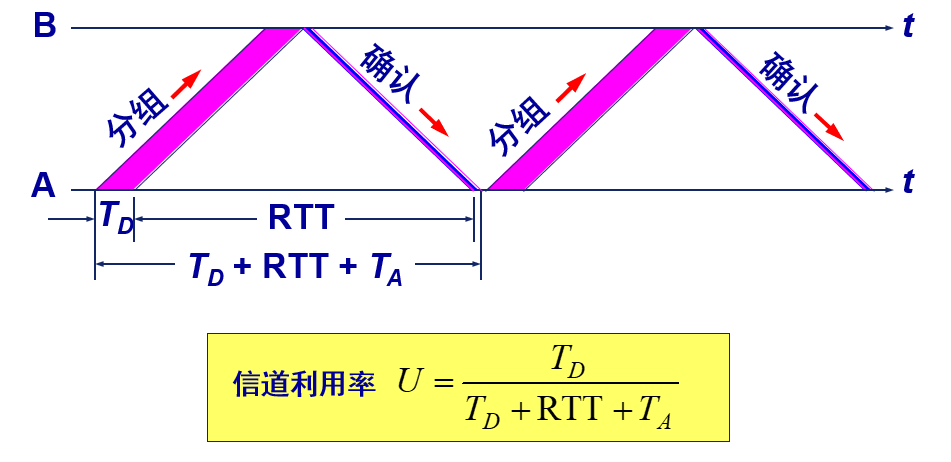 B t
分组 确认 分组 确认
A t
T_D RTT
T_D + RTT + T_A
信道利用率 U = \frac{T_D}{T_D + RTT + T_A}